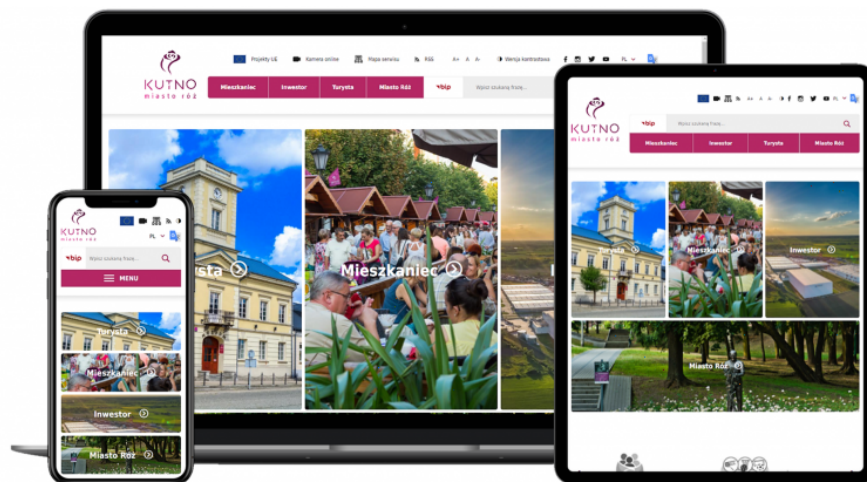 KUTNO
miasto róż
Projekty UE
Kamera online
Mapa serwisu
RSS
A+ A A-
Wersja kontrastowa
PL
Mieszkaniec
Inwestor
Turysta
Miasto Róż
bip
Wpisz szukaną frazę...
ysta
Mieszkaniec
I
KUTNO
miasto róż
PL
bip
Wpisz szukaną frazę...
MENU
Turysta
Mieszkaniec
Inwestor
Miasto Róż
KUTNO
miasto róż
A+ A A-
PL
bip
Wpisz szukaną frazę...
Mieszkaniec
Inwestor
Turysta
Miasto Róż
Turysta
Mieszkaniec
Inwestor
Miasto Róż